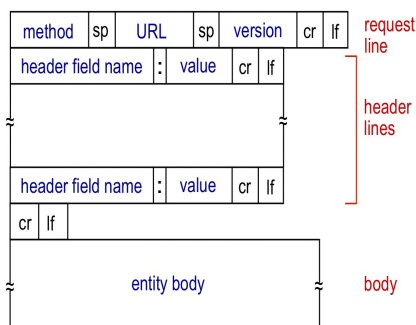 method sp URL sp version cr lf request line
header field name : value cr lf
header lines
header field name : value cr lf
cr lf
entity body body